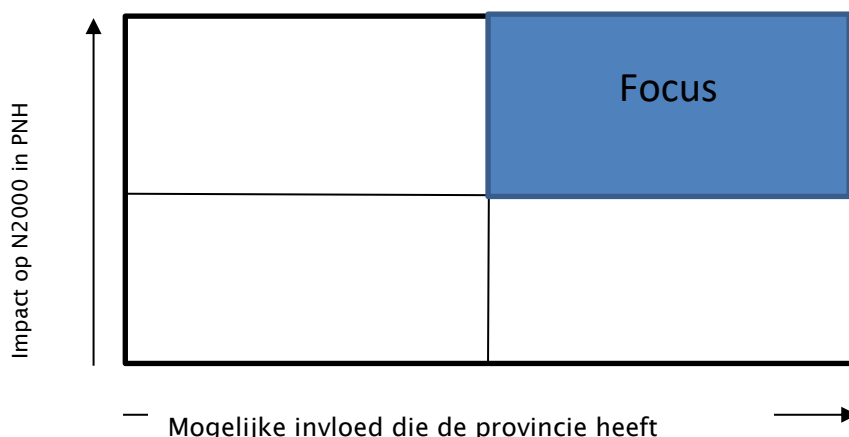 Focus
Impact op N2000 in PNH
Mogelijke invloed die de provincie heeft